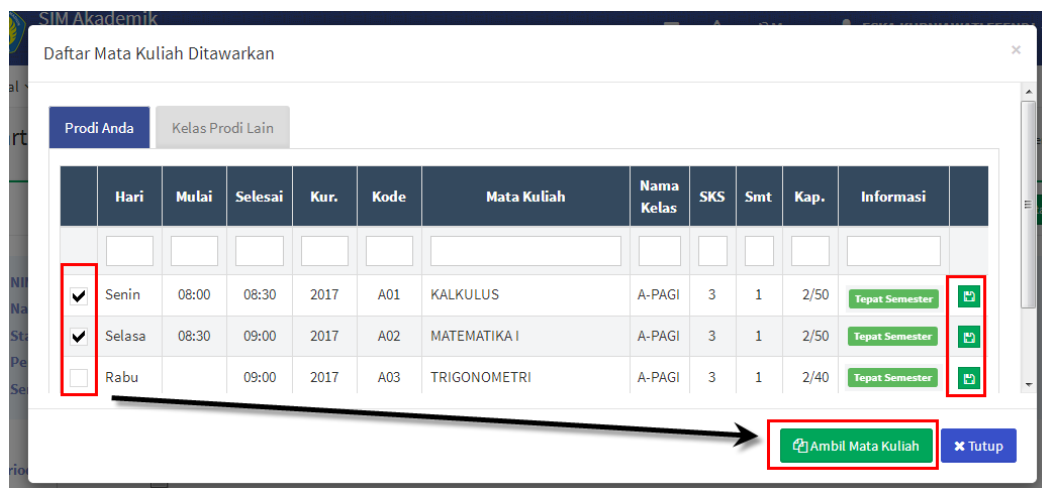 SIM Akademik
Daftar Mata Kuliah Ditawarkan ×
Prodi Anda Kelas Prodi Lain
Hari Mulai Selesai Kur. Kode Mata Kuliah Nama Kelas SKS Smt Kap. Informasi
Senin 08:00 08:30 2017 A01 KALKULUS A-PAGI 3 1 2/50 Tepat Semester
Selasa 08:30 09:00 2017 A02 MATEMATIKA I A-PAGI 3 1 2/50 Tepat Semester
Rabu 09:00 2017 A03 TRIGONOMETRI A-PAGI 3 1 2/40 Tepat Semester
Ambil Mata Kuliah Tutup